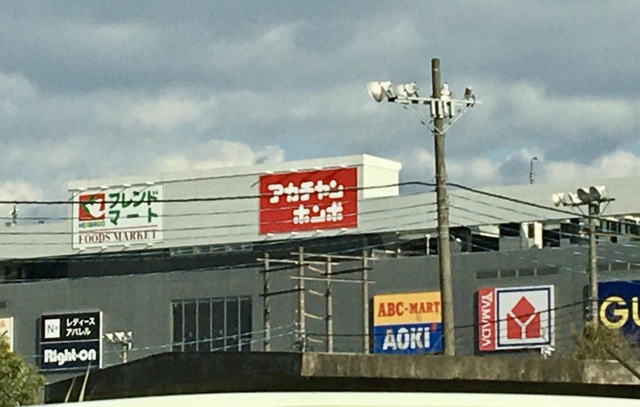 フレンド
マート
HEIWADO
FOODS MARKET
アカチャン
ホンポ
N+
レディース
アパレル
Right-on
ABC-MART
AOKI
YAMADA
GU